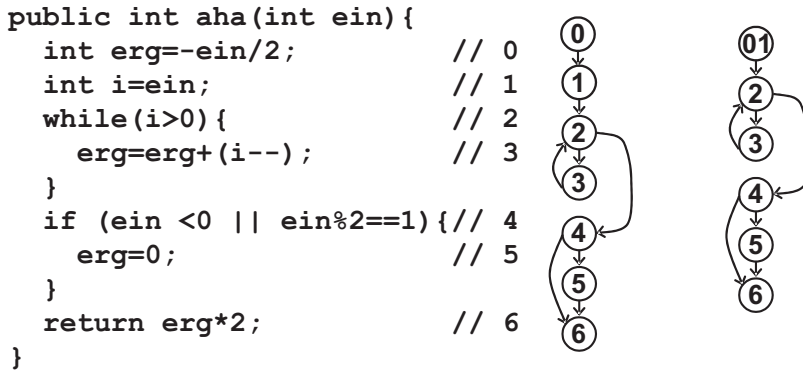 public int aha(int ein){
  int erg=-ein/2;             // 0
  int i=ein;                  // 1
  while(i>0){                 // 2
    erg=erg+(i--);            // 3
  }
  if (ein <0 || ein%2==1){// 4
    erg=0;                    // 5
  }
  return erg*2;               // 6
}
0
1
2
3
4
5
6
01
2
3
4
5
6